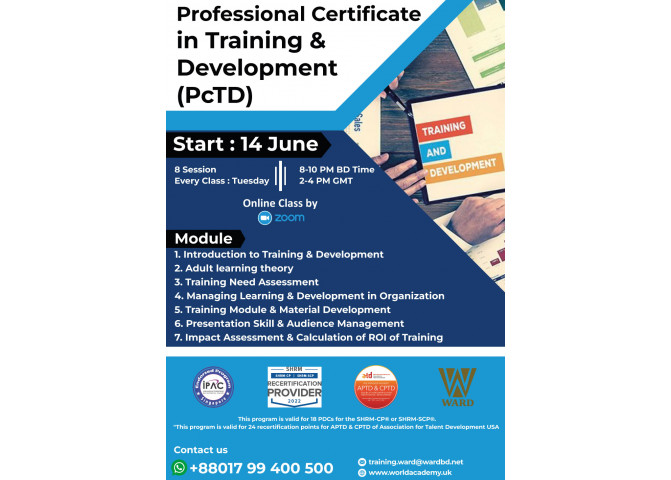 Professional Certificate
in Training &
Development
(PcTD)
Sales
TRAINING
AND
DEVELOPMENT
Start : 14 June
8 Session
Every Class : Tuesday
8-10 PM BD Time
2-4 PM GMT
Online Class by
zoom
Module
1. Introduction to Training & Development
2. Adult learning theory
3. Training Need Assessment
4. Managing Learning & Development in Organization
5. Training Module & Material Development
6. Presentation Skill & Audience Management
7. Impact Assessment & Calculation of ROI of Training
IPAC
SHRM
SHRM-CP | SHRM-SCP
RECERTIFICATION
PROVIDER
2022
APTD & CPTD
WARD
This program is valid for 18 PDCs for the SHRM-CP® or SHRM-SCP®.
"This program is valid for 24 recertification points for APTD & CPTD of Association for Talent Development USA
Contact us
+88017 99 400 500
training.ward@wardbd.net
www.worldacademy.uk